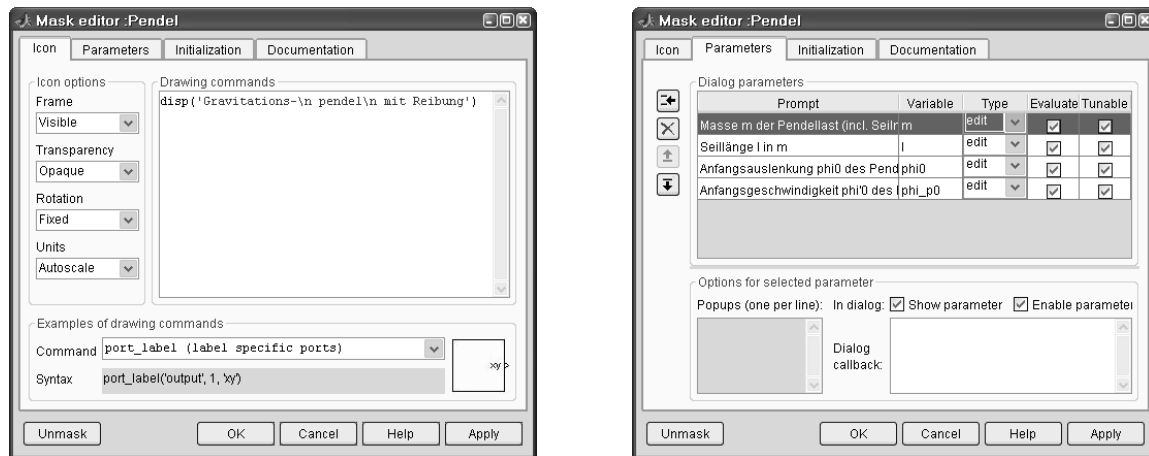 Mask editor :Pendel
Icon Parameters Initialization Documentation
Icon options
Frame
Visible
Transparency
Opaque
Rotation
Fixed
Units
Autoscale
Drawing commands
disp('Gravitations-\n pendel\n mit Reibung')
Examples of drawing commands
Command port_label (label specific ports)
Syntax port_label('output', 1, 'xy')
xy
Unmask OK Cancel Help Apply
Mask editor :Pendel
Icon Parameters Initialization Documentation
Dialog parameters
Prompt Variable Type Evaluate Tunable
Masse m der Pendellast (incl. m edit
Seillänge l in m l edit
Anfangsauslenkung phi0 des phi0 edit
Anfangsgeschwindigkeit phi'0 des phi_p0 edit
Options for selected parameter
Popups (one per line): In dialog: Show parameter Enable parameter
Dialog
callback:
Unmask OK Cancel Help Apply